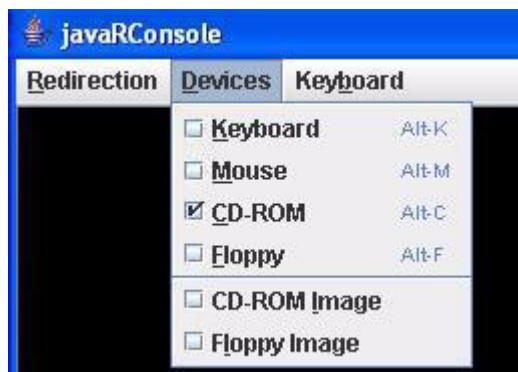 javaRConsole
Redirection Devices Keyboard
Keyboard Alt-K
Mouse Alt-M
CD-ROM Alt-C
Floppy Alt-F
CD-ROM Image
Floppy Image